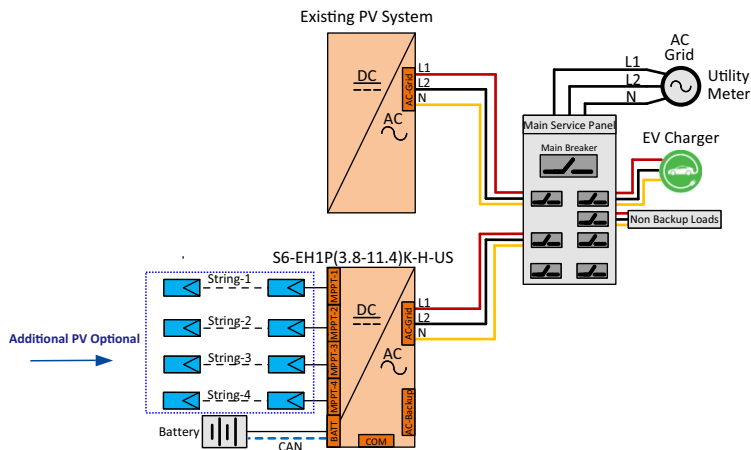 Existing PV System
DC
AC
AC-Grid
L1
L2
N
AC
Grid
L1
L2
N
Utility
Meter
Main Service Panel
Main Breaker
EV Charger
Non Backup Loads
S6-EH1P(3.8-11.4)K-H-US
Additional PV Optional
String-1
String-2
String-3
String-4
MPPT-1
MPPT-2
MPPT-3
MPPT-4
BATT
DC
AC
AC-Grid
L1
L2
N
AC-Backup
COM
Battery
CAN